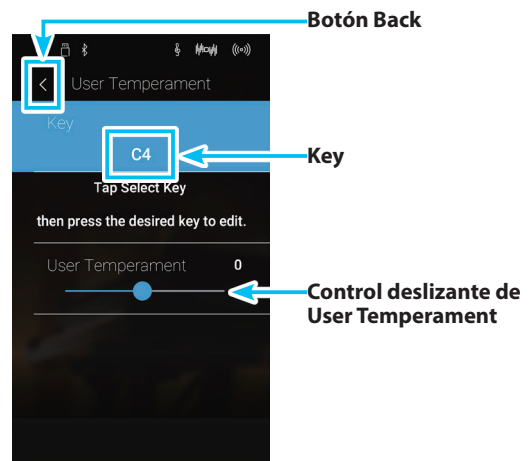 Botón Back
User Temperament
Key
C4
Key
Tap Select Key
then press the desired key to edit.
User Temperament 0
Control deslizante de
User Temperament